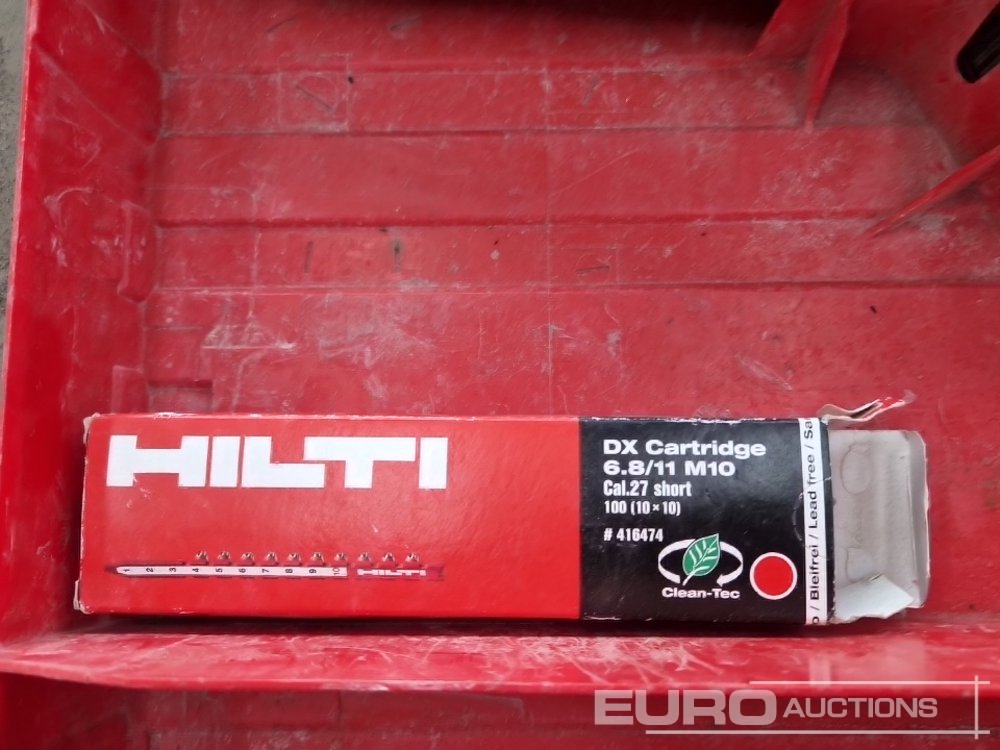 HILTI
DX Cartridge
6.8/11 M10
Cal.27 short
100 (10 × 10)
# 416474
Clean-Tec
/ Bleifrei / Lead free / Sa
1 2 3 4 5 6 7 8 9 10 HILTI
EURO AUCTIONS